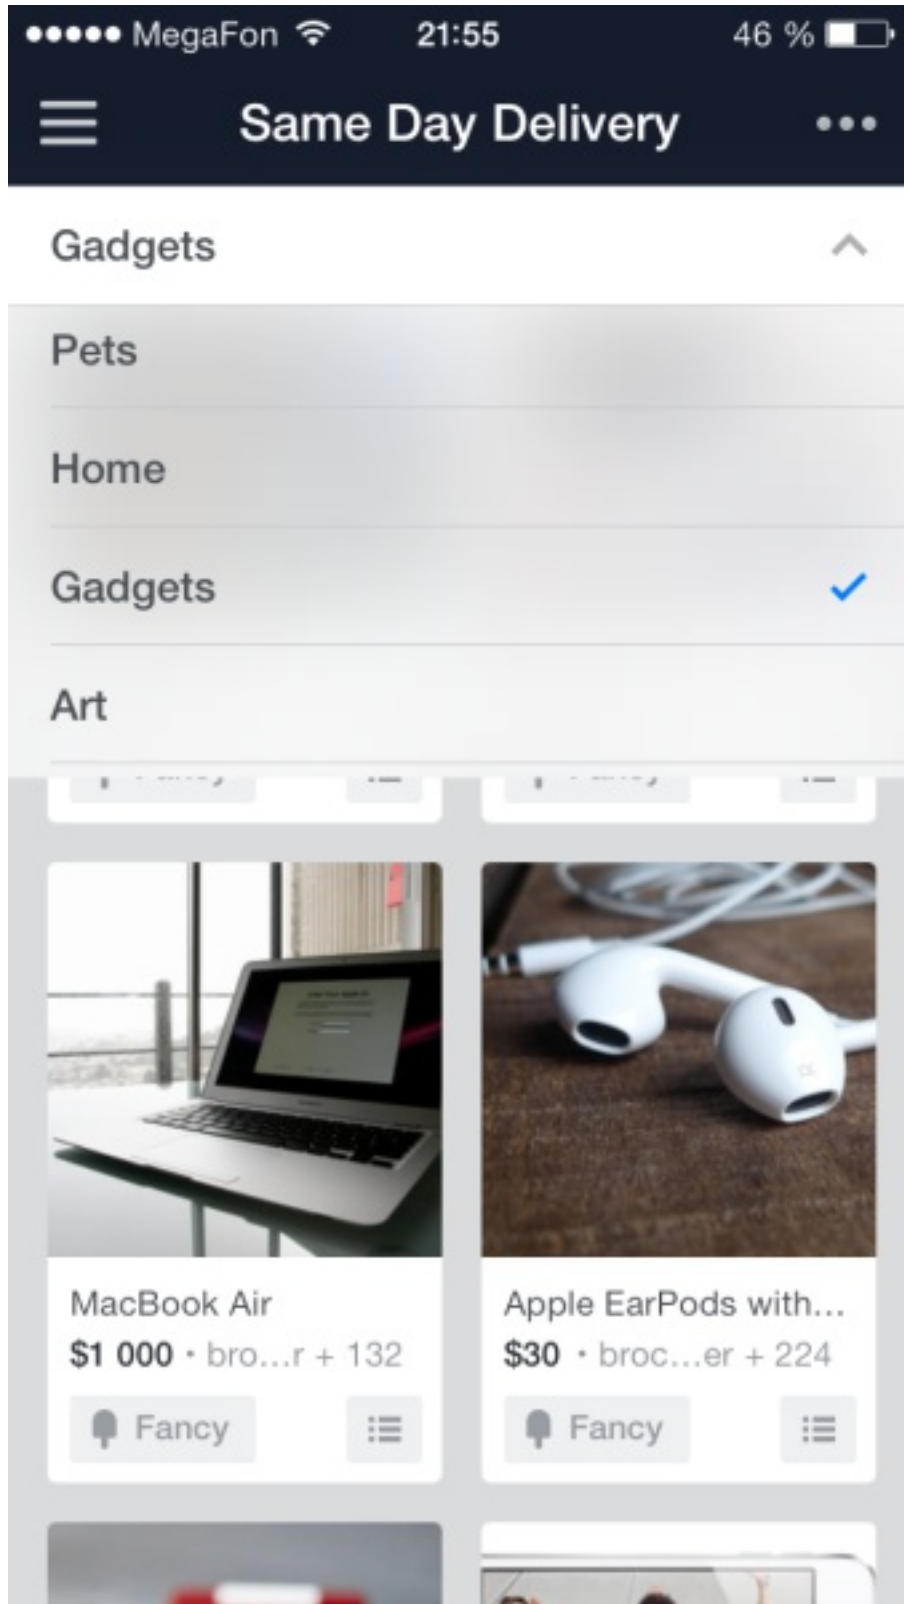 MegaFon 21:55 46 %
Same Day Delivery
Gadgets
Pets
Home
Gadgets
Art
MacBook Air
$1 000 · bro...r + 132
Fancy
Apple EarPods with...
$30 · broc...er + 224
Fancy